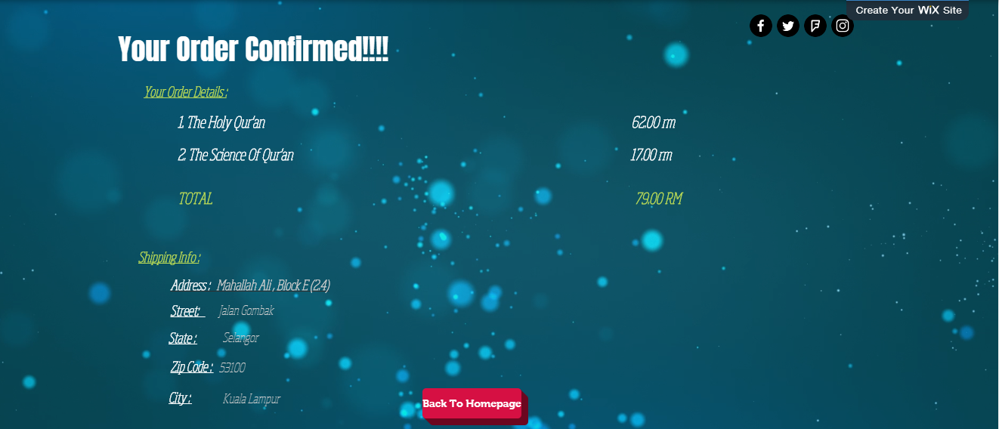 Create Your WiX Site
Your Order Confirmed!!!!
Your Order Details :
1. The Holy Qur'an 62.00 rm
2. The Science Of Qur'an 17.00 rm
TOTAL 79.00 RM
Shipping Info :
Address : Mahallah Ali , Block E (2.4)
Street: Jalan Gombak
State : Selangor
Zip Code : 53100
City : Kuala Lampur
Back To Homepage